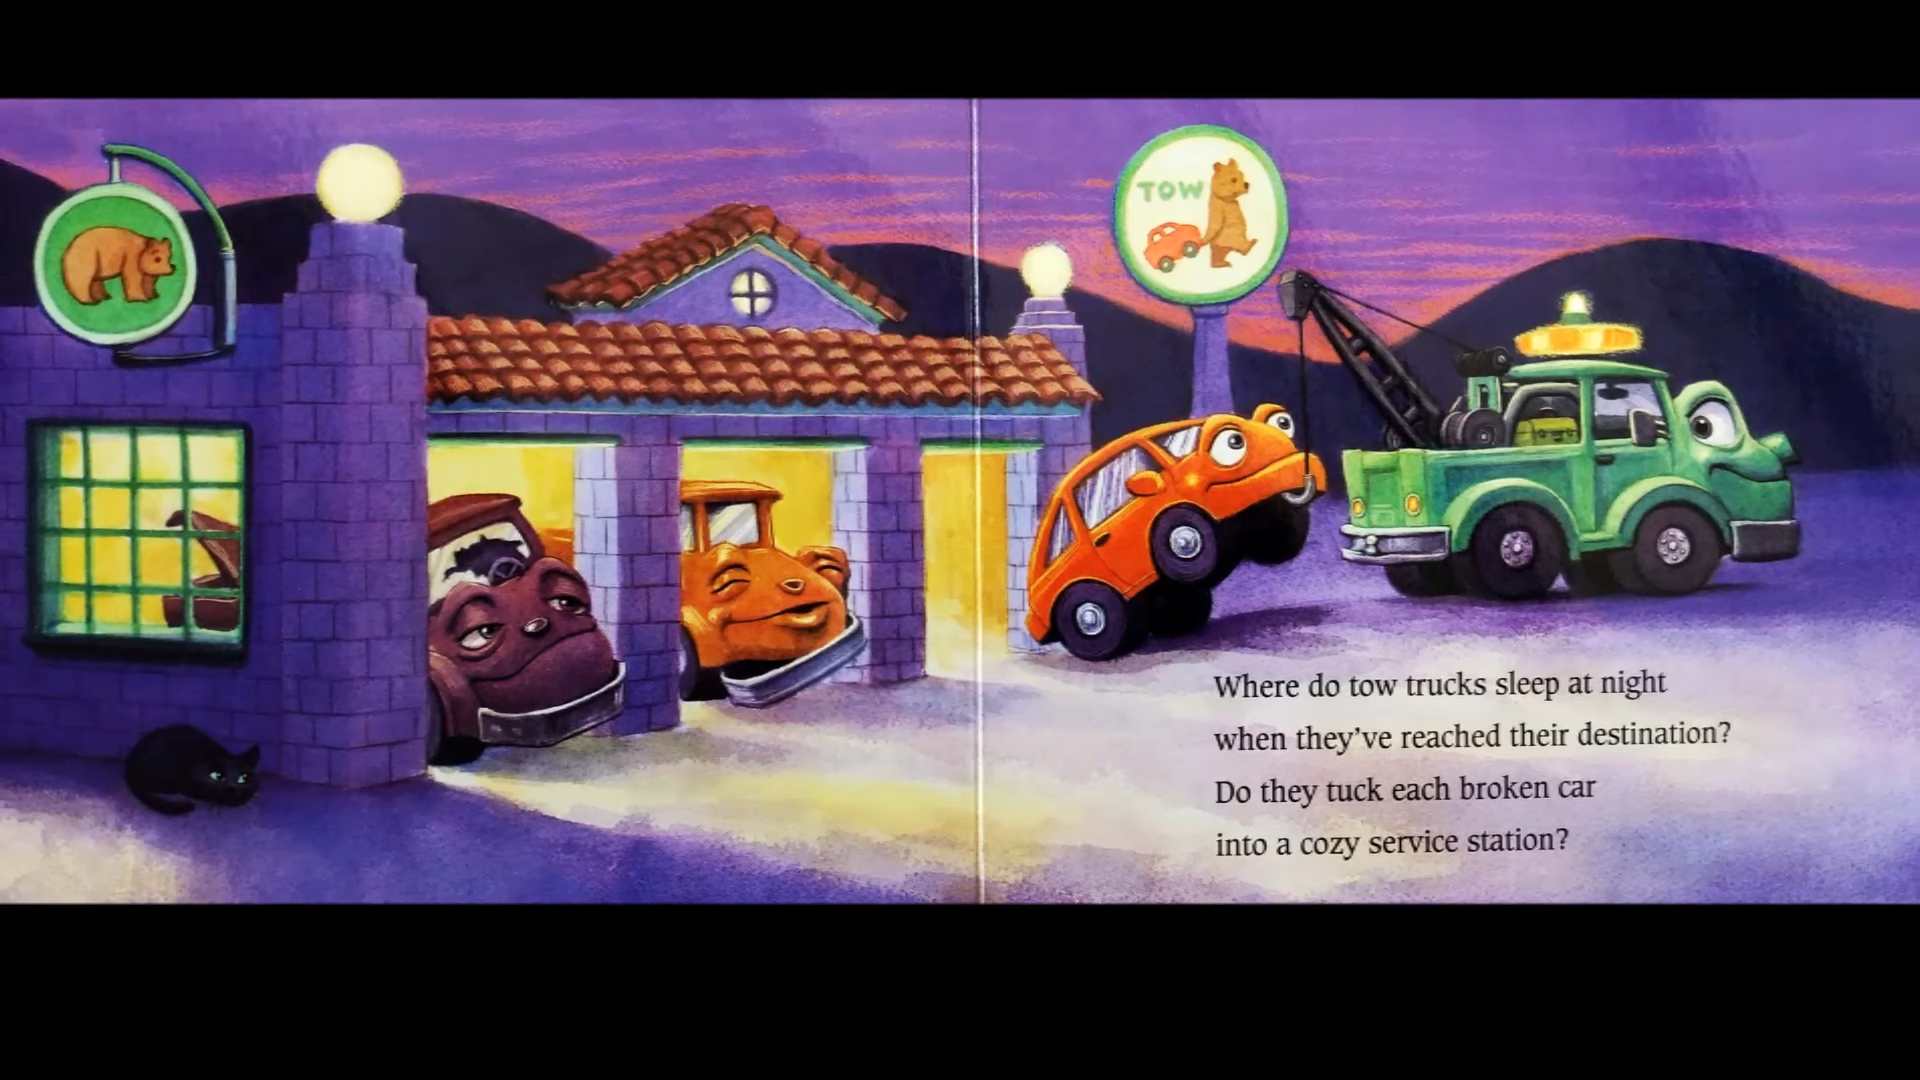 TOW
Where do tow trucks sleep at night
when they've reached their destination?
Do they tuck each broken car
into a cozy service station?